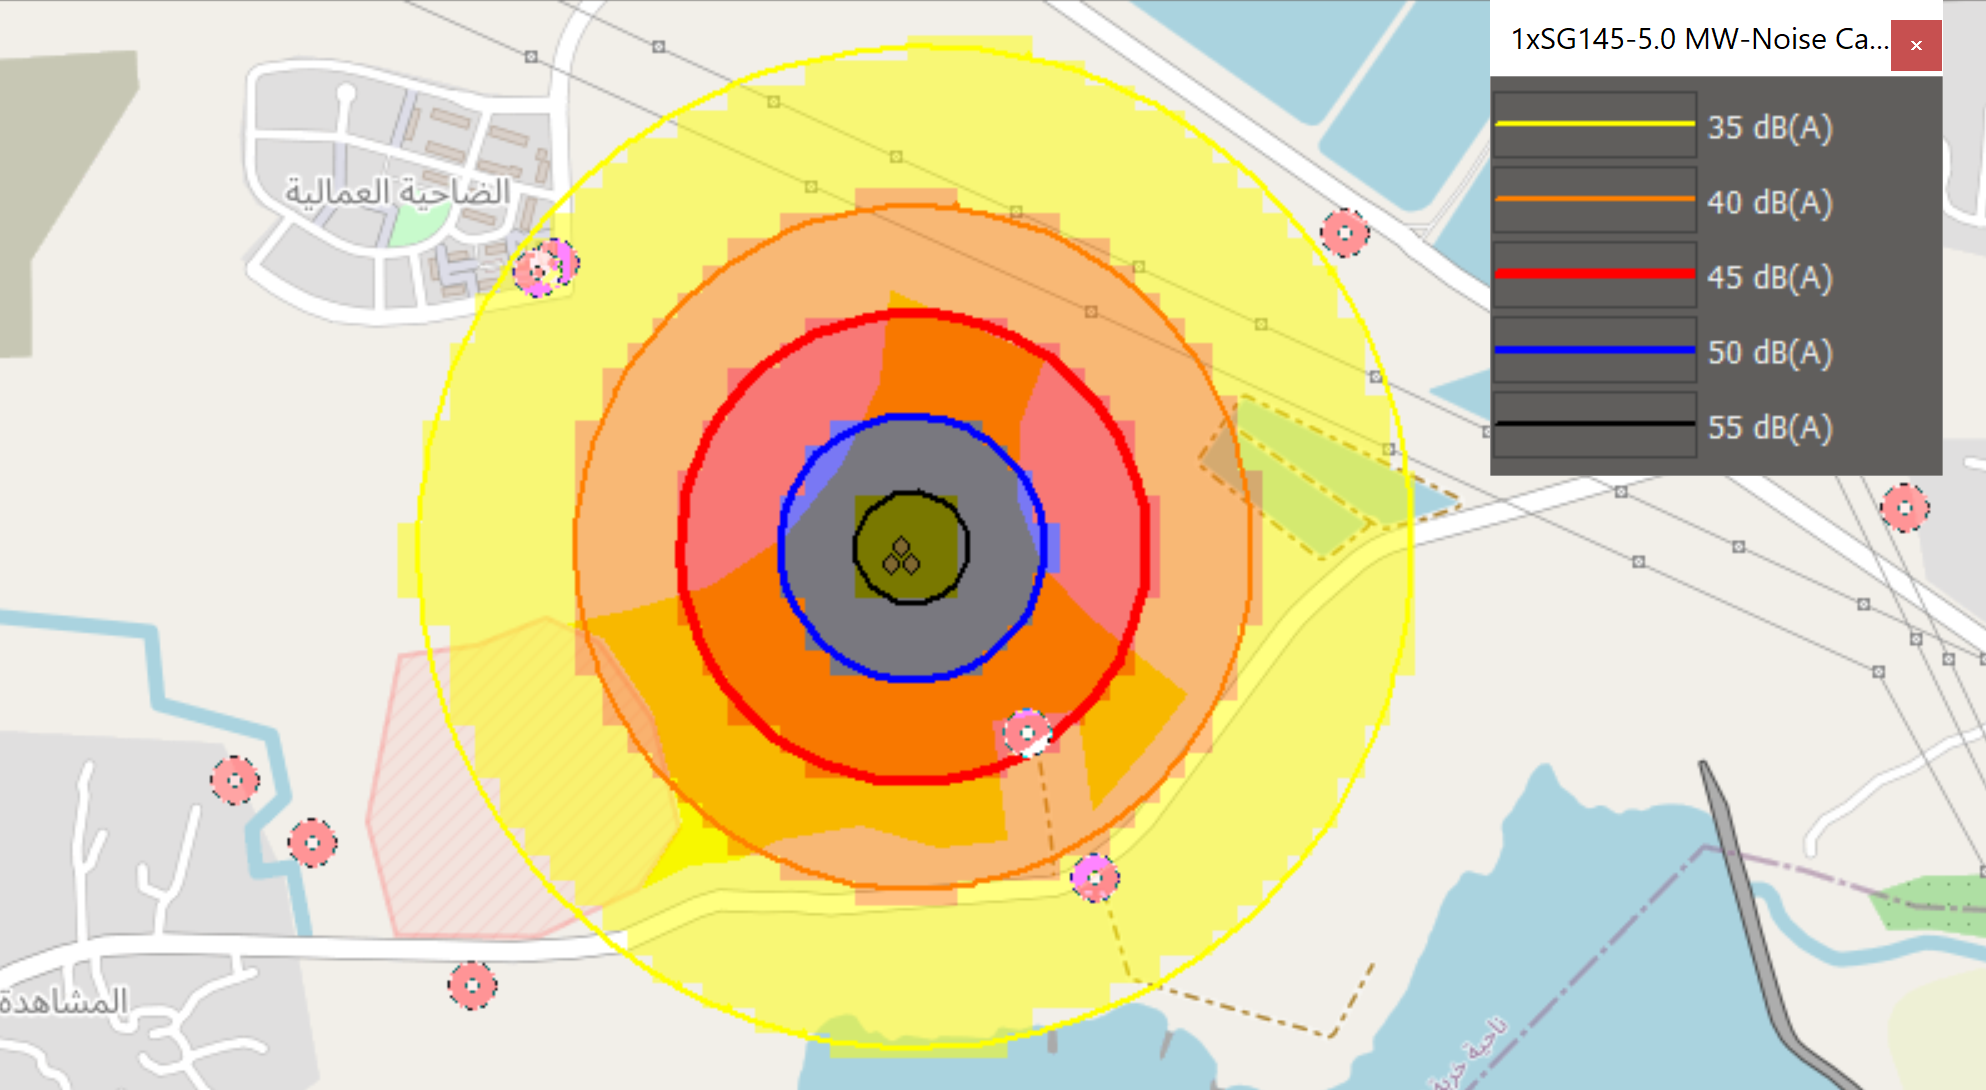 1xSG145-5.0 MW-Noise Ca...
35 dB(A)
40 dB(A)
45 dB(A)
50 dB(A)
55 dB(A)
الضاحية العمالية
المشاهدة
ناحية